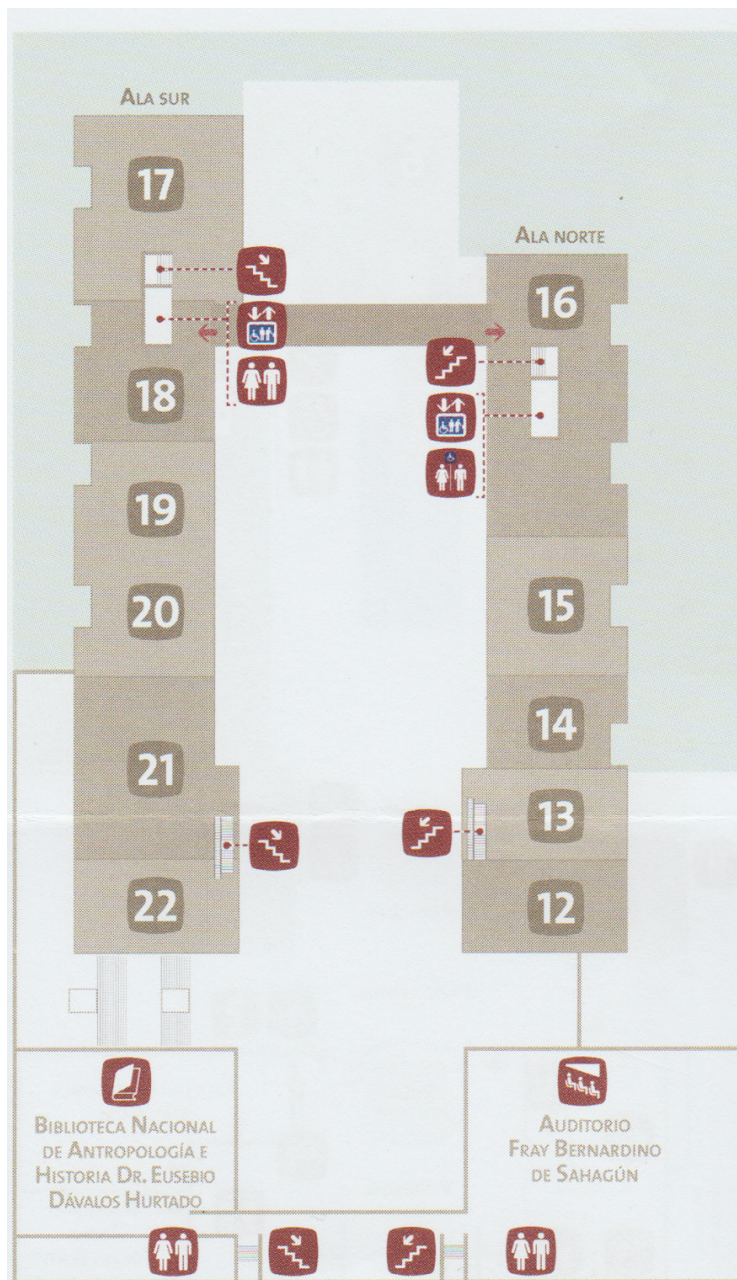 ALA SUR
17
ALA NORTE
16
18
19
20
15
14
21
13
22
12
BIBLIOTECA NACIONAL
DE ANTROPOLOGÍA E
HISTORIA DR. EUSEBIO
DÁVALOS HURTADO
AUDITORIO
FRAY BERNARDINO
DE SAHAGÚN